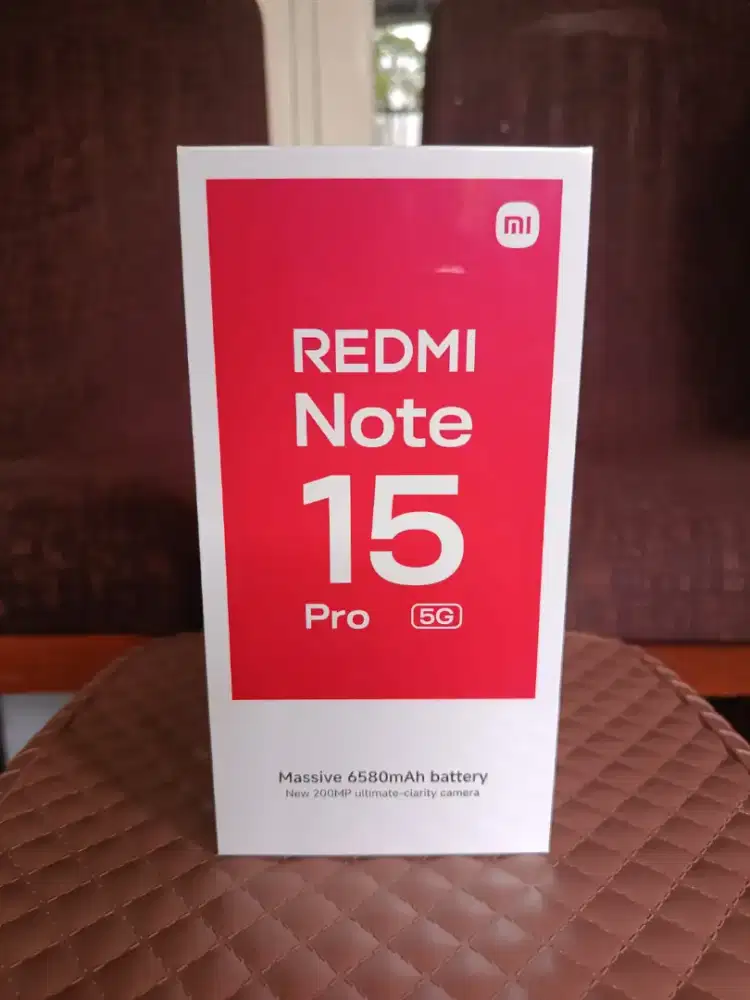 mi
REDMI
Note
15
Pro 5G
Massive 6580mAh battery
New 200MP ultimate-clarity camera